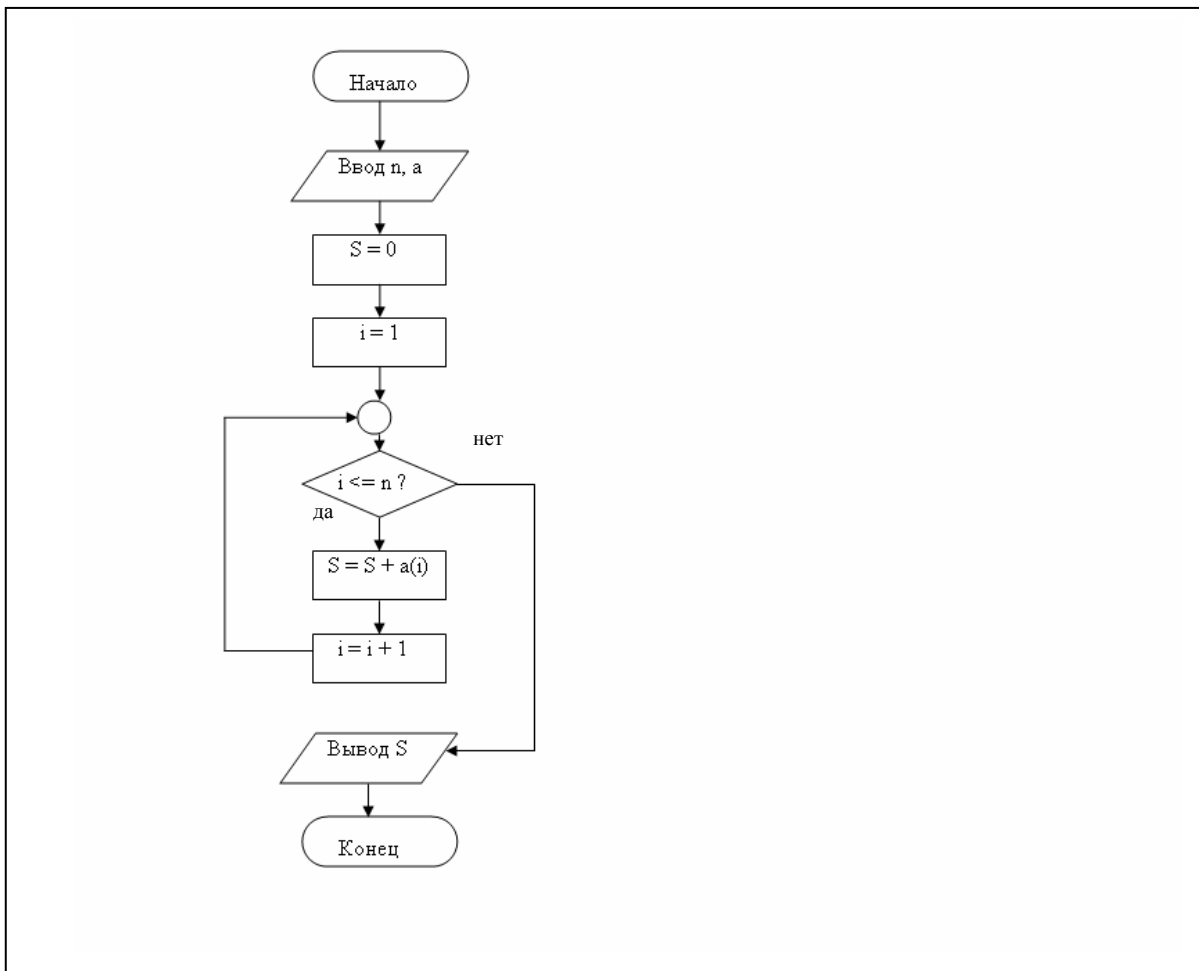 Начало
Ввод n, a
S = 0
i = 1
нет
i <= n ?
да
S = S + a(i)
i = i + 1
Вывод S
Конец